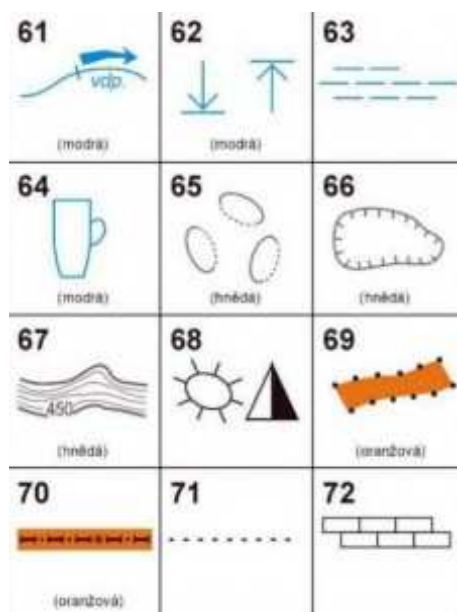 61 62 63
vdp.
(modrá) (modrá)
64 65 66
(modrá) (hnědá) (hnědá)
67 68 69
450
(hnědá) (oranžová)
70 71 72
(oranžová)